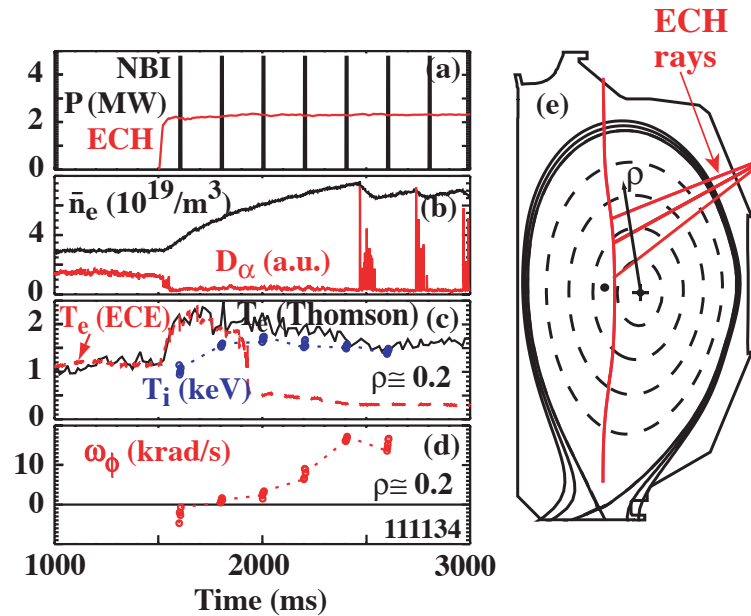 4
2
0
NBI
(a)
P (MW)
ECH
n̄e (10¹⁹/m³)
4
0
(b)
Dα (a.u.)
2
1
0
Te (ECE)
Te (Thomson)
(c)
Ti (keV)
ρ ≅ 0.2
10
0
ωϕ (krad/s)
(d)
ρ ≅ 0.2
111134
1000
2000
3000
Time (ms)
ECH
rays
(e)
ρ